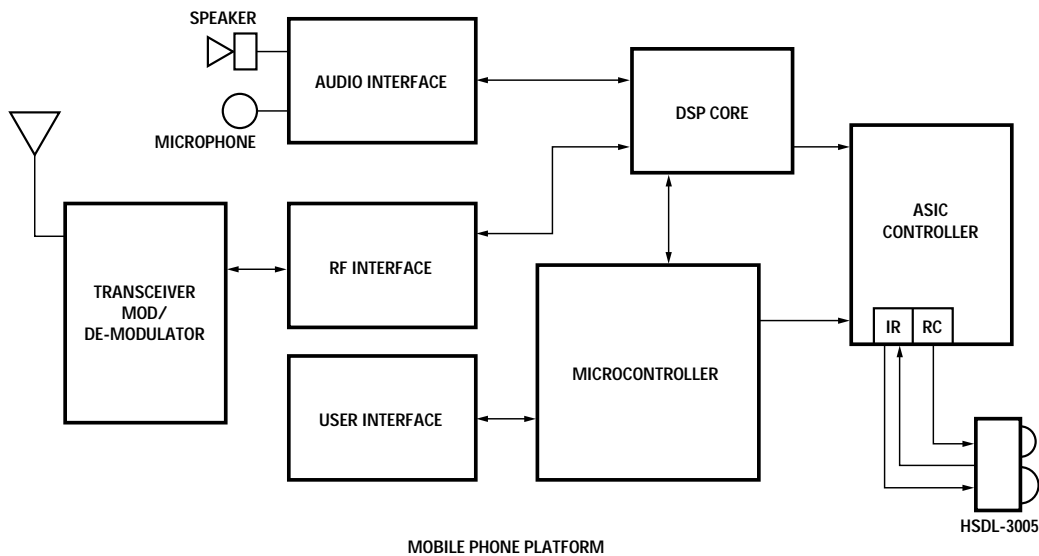 SPEAKER
AUDIO INTERFACE
MICROPHONE
DSP CORE
ASIC
CONTROLLER
RF INTERFACE
TRANSCEIVER
MOD/
DE-MODULATOR
IR
RC
MICROCONTROLLER
USER INTERFACE
HSDL-3005
MOBILE PHONE PLATFORM